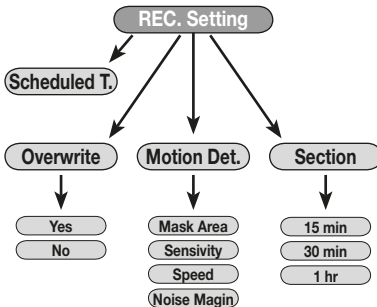 REC. Setting
Scheduled T.
Overwrite
Motion Det.
Section
Yes
No
Mask Area
Sensivity
Speed
Noise Magin
15 min
30 min
1 hr